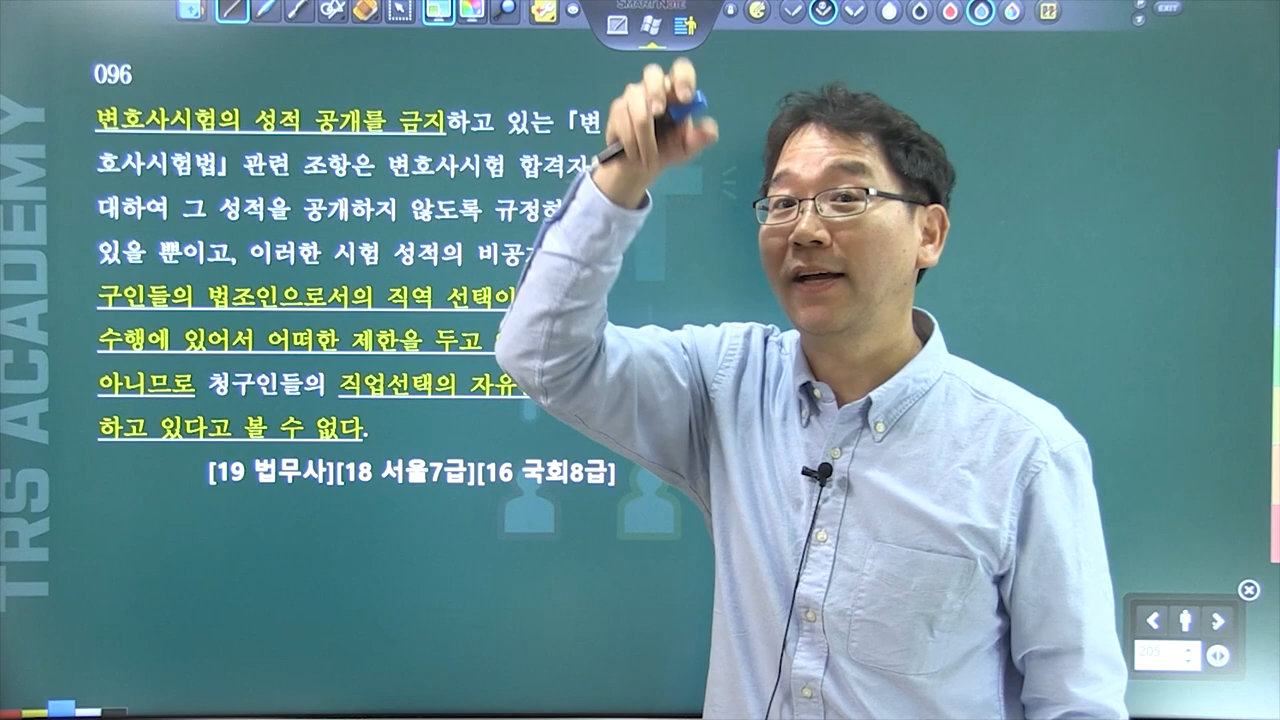 SMART NOTE
EXIT
096
변호사시험의 성적 공개를 금지하고 있는 「변
호사시험법」 관련 조항은 변호사시험 합격자
대하여 그 성적을 공개하지 않도록 규정하
있을 뿐이고, 이러한 시험 성적의 비공
구인들의 법조인으로서의 직역 선택이
수행에 있어서 어떠한 제한을 두고
아니므로 청구인들의 직업선택의 자유
하고 있다고 볼 수 없다.
[19 법무사][18 서울7급][16 국회8급]
TRS ACADEMY
205